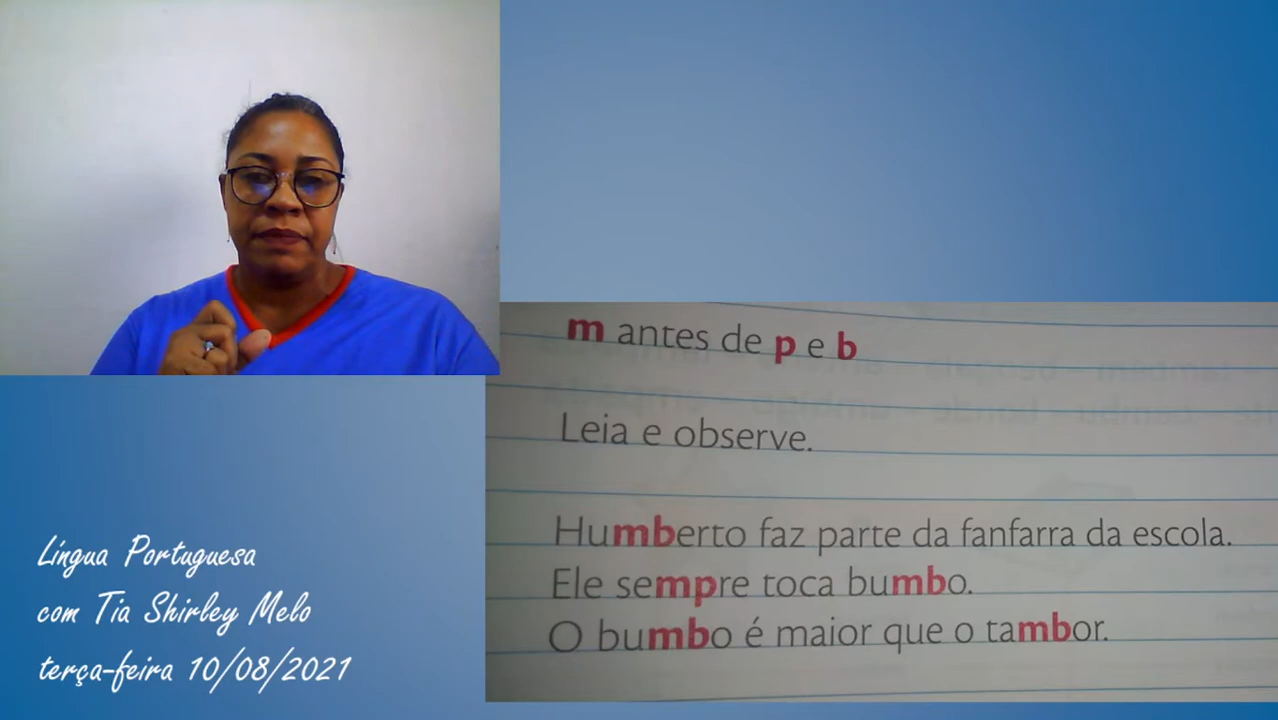 m antes de p e b
Leia e observe.
Humberto faz parte da fanfarra da escola.
Ele sempre toca bumbo.
O bumbo é maior que o tambor.
Língua Portuguesa
com Tia Shirley Melo
terça-feira 10/08/2021